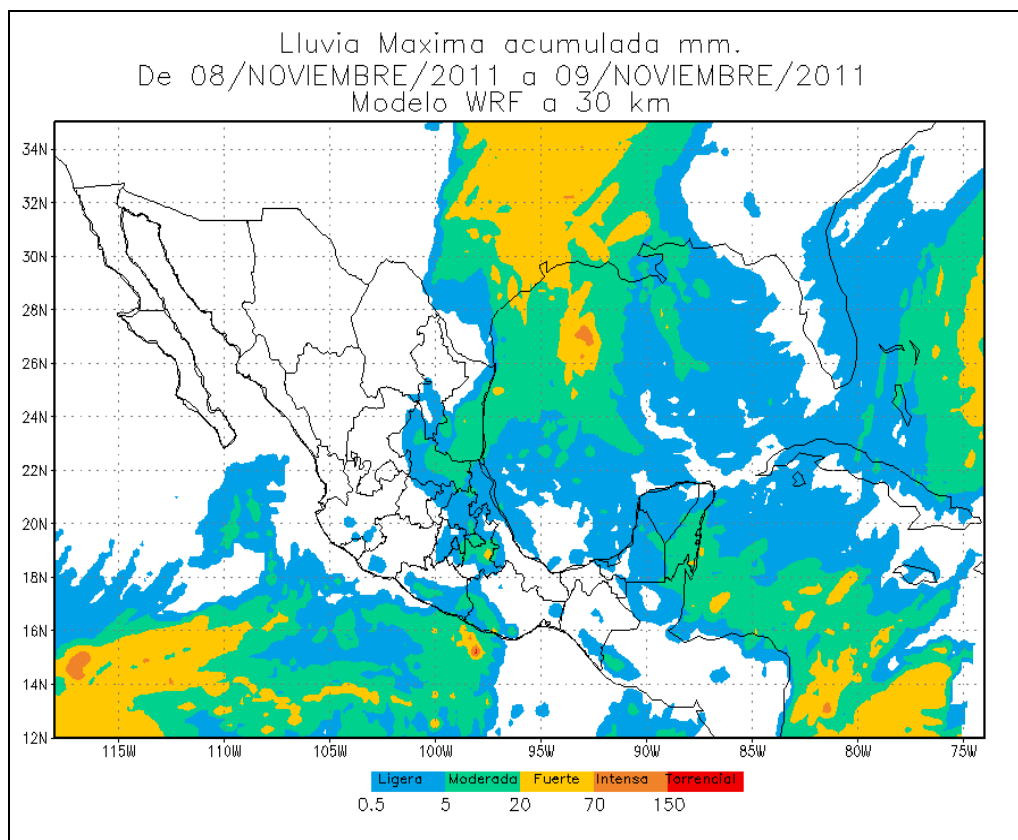 Lluvia Maxima acumulada mm.
De 08/NOVIEMBRE/2011 a 09/NOVIEMBRE/2011
Modelo WRF a 30 km
34N
32N
30N
28N
26N
24N
22N
20N
18N
16N
14N
12N
115W 110W 105W 100W 95W 90W 85W 80W 75W
Ligera Moderada Fuerte Intensa Torrencial
0.5 5 20 70 150